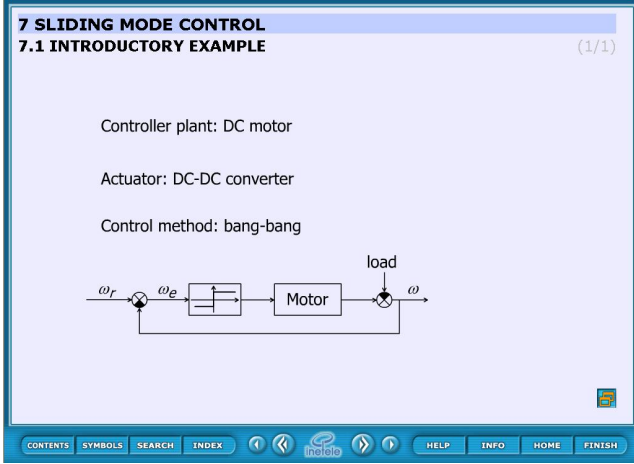 7 SLIDING MODE CONTROL
7.1 INTRODUCTORY EXAMPLE (1/1)
Controller plant: DC motor
Actuator: DC-DC converter
Control method: bang-bang
load
ωr ωe Motor ω
CONTENTS SYMBOLS SEARCH INDEX inetele HELP INFO HOME FINISH